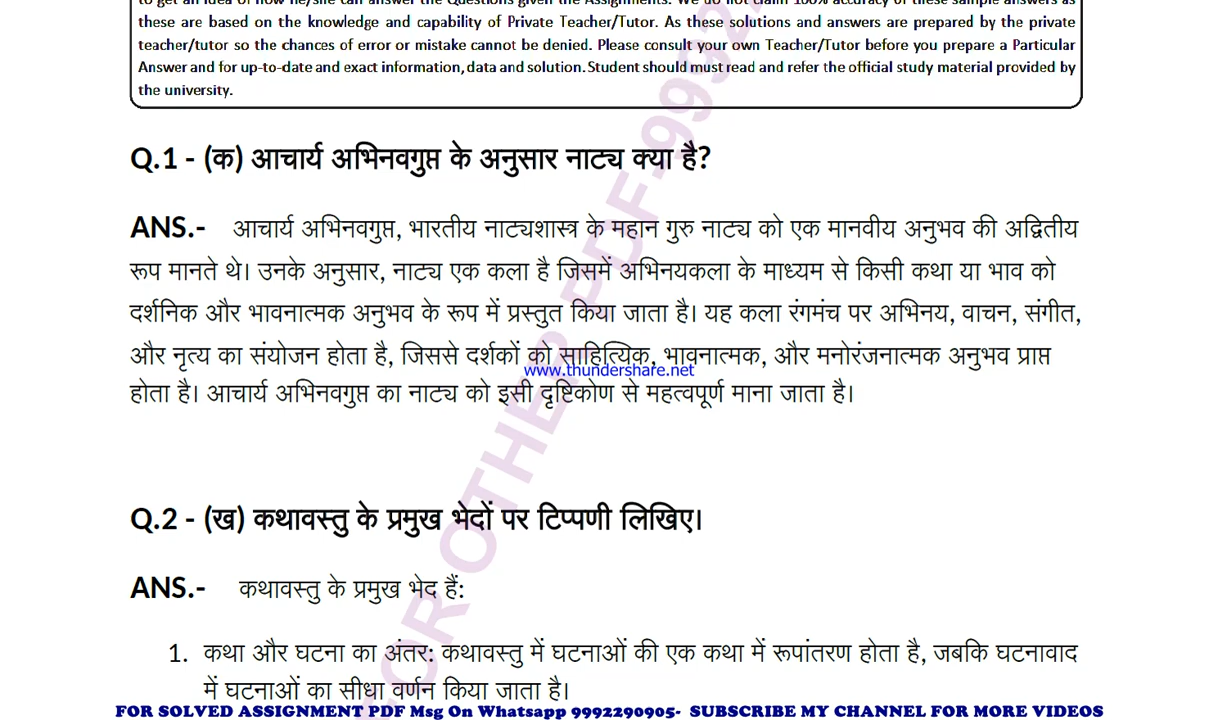 to get an idea of how he/she can answer the Questions given the Assignments. We do not claim 100% accuracy of these sample answers as
these are based on the knowledge and capability of Private Teacher/Tutor. As these solutions and answers are prepared by the private
teacher/tutor so the chances of error or mistake cannot be denied. Please consult your own Teacher/Tutor before you prepare a Particular
Answer and for up-to-date and exact information, data and solution. Student should must read and refer the official study material provided by
the university.
Q.1 - (क) आचार्य अभिनवगुप्त के अनुसार नाट्य क्या है?
ANS.- आचार्य अभिनवगुप्त, भारतीय नाट्यशास्त्र के महान गुरु नाट्य को एक मानवीय अनुभव की अद्वितीय
रूप मानते थे। उनके अनुसार, नाट्य एक कला है जिसमें अभिनयकला के माध्यम से किसी कथा या भाव को
दर्शनिक और भावनात्मक अनुभव के रूप में प्रस्तुत किया जाता है। यह कला रंगमंच पर अभिनय, वाचन, संगीत,
और नृत्य का संयोजन होता है, जिससे दर्शकों को साहित्यिक, भावनात्मक, और मनोरंजनात्मक अनुभव प्राप्त
www.thundershare.net
होता है। आचार्य अभिनवगुप्त का नाट्य को इसी दृष्टिकोण से महत्वपूर्ण माना जाता है।
Q.2 - (ख) कथावस्तु के प्रमुख भेदों पर टिप्पणी लिखिए।
ANS.- कथावस्तु के प्रमुख भेद हैं:
1. कथा और घटना का अंतर: कथावस्तु में घटनाओं की एक कथा में रूपांतरण होता है, जबकि घटनावाद
में घटनाओं का सीधा वर्णन किया जाता है।
FOR OTHER PDF-9992
FOR SOLVED ASSIGNMENT PDF Msg On Whatsapp 9992290905- SUBSCRIBE MY CHANNEL FOR MORE VIDEOS